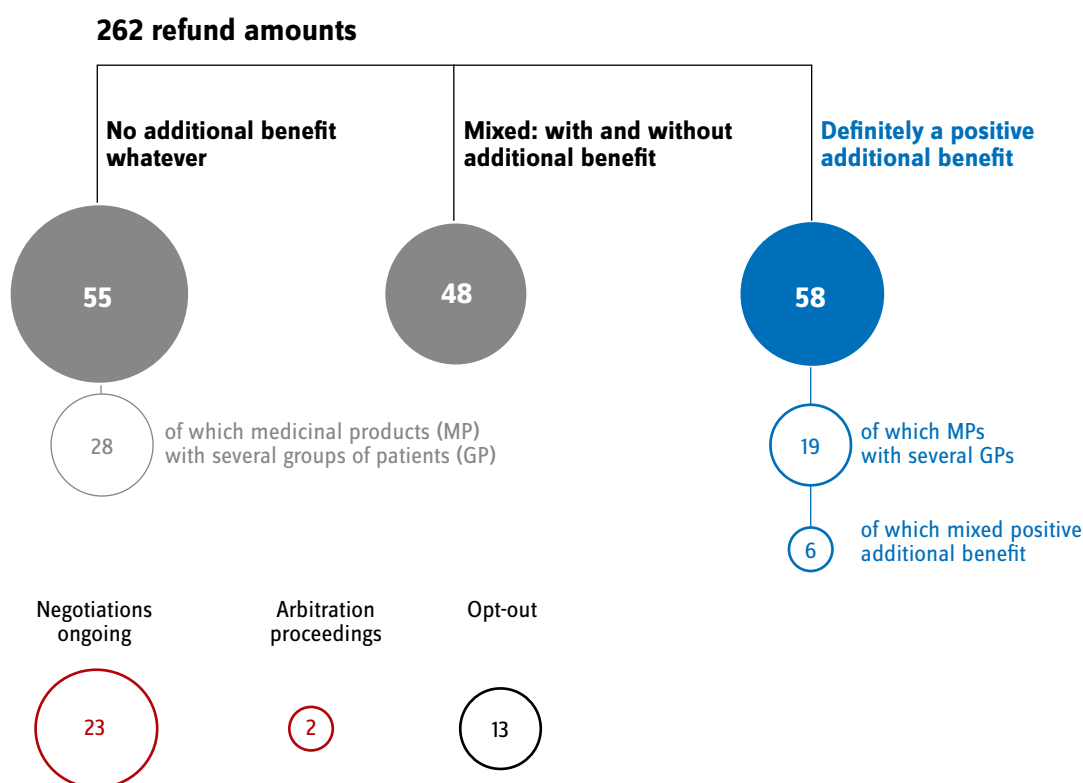 262 refund amounts
No additional benefit
whatever
Mixed: with and without
additional benefit
Definitely a positive
additional benefit
55
48
58
28
of which medicinal products (MP)
with several groups of patients (GP)
19
of which MPs
with several GPs
6
of which mixed positive
additional benefit
Negotiations
ongoing
Arbitration
proceedings
Opt-out
23
2
13